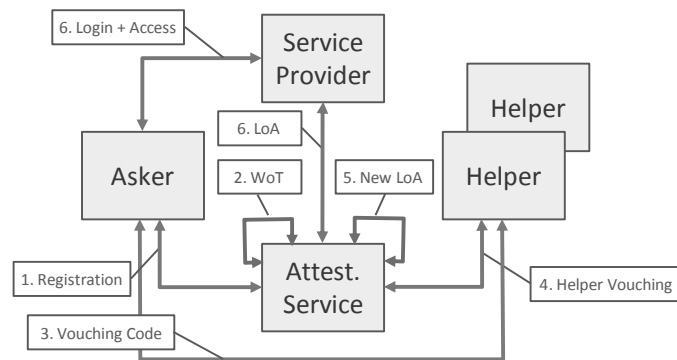 6. Login + Access
Service
Provider
Helper
6. LoA
Asker
2. WoT
5. New LoA
Helper
1. Registration
Attest.
Service
4. Helper Vouching
3. Vouching Code